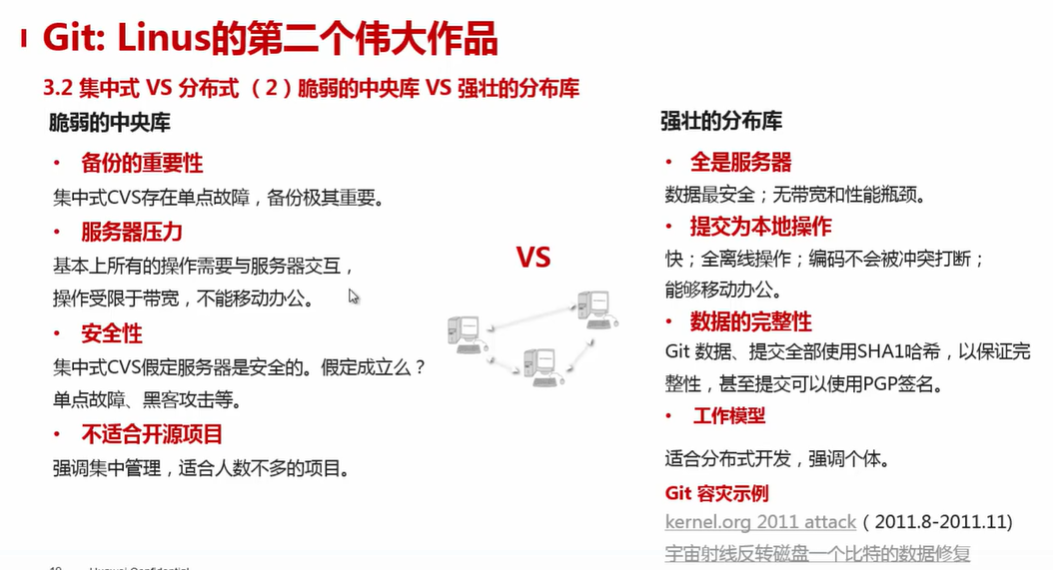 Git: Linus的第二个伟大作品
3.2 集中式 VS 分布式 （2）脆弱的中央库 VS 强壮的分布库
脆弱的中央库
• 备份的重要性
集中式CVS存在单点故障，备份极其重要。
• 服务器压力
基本上所有的操作需要与服务器交互，
操作受限于带宽，不能移动办公。
• 安全性
集中式CVS假定服务器是安全的。假定成立么？
单点故障、黑客攻击等。
• 不适合开源项目
强调集中管理，适合人数不多的项目。
VS
强壮的分布库
• 全是服务器
数据最安全；无带宽和性能瓶颈。
• 提交为本地操作
快；全离线操作；编码不会被冲突打断；
能够移动办公。
• 数据的完整性
Git 数据、提交全部使用SHA1哈希，以保证完
整性，甚至提交可以使用PGP签名。
• 工作模型
适合分布式开发，强调个体。
Git 容灾示例
kernel.org 2011 attack（ 2011.8-2011.11)
宇宙射线反转磁盘一个比特的数据修复